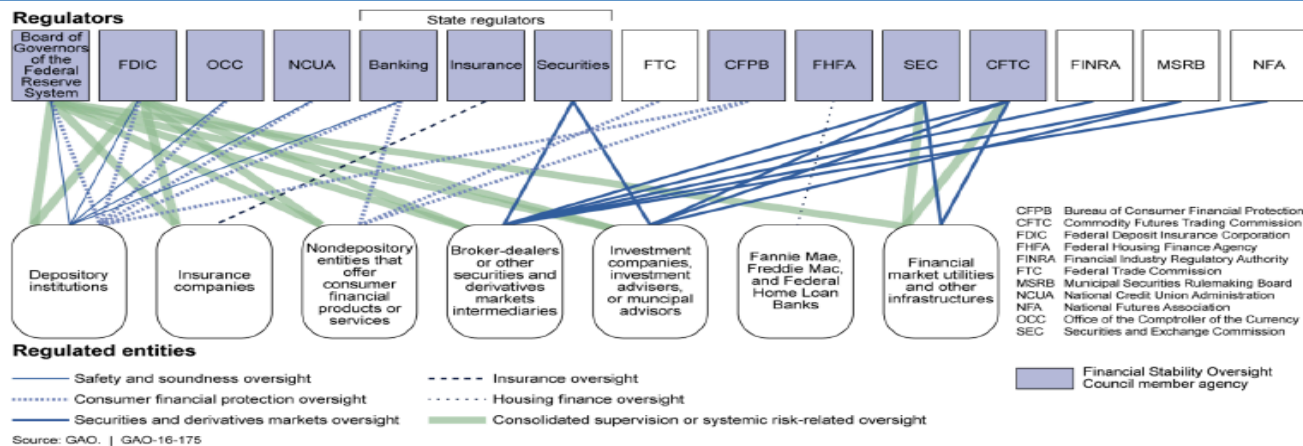 Regulators
State regulators
Board of
Governors
of the
Federal
Reserve
System
FDIC
OCC
NCUA
Banking
Insurance
Securities
FTC
CFPB
FHFA
SEC
CFTC
FINRA
MSRB
NFA
Depository
institutions
Insurance
companies
Nondepository
entities that
offer
consumer
financial
products or
services
Broker-dealers
or other
securities and
derivatives
markets
intermediaries
Investment
companies,
investment
advisers,
or muncipal
advisors
Fannie Mae,
Freddie Mac,
and Federal
Home Loan
Banks
Financial
market utilities
and other
infrastructures
CFPB Bureau of Consumer Financial Protection
CFTC Commodity Futures Trading Commission
FDIC Federal Deposit Insurance Corporation
FHFA Federal Housing Finance Agency
FINRA Financial Industry Regulatory Authority
FTC Federal Trade Commission
MSRB Municipal Securities Rulemaking Board
NCUA National Credit Union Administration
NFA National Futures Association
OCC Office of the Comptroller of the Currency
SEC Securities and Exchange Commission
Regulated entities
Safety and soundness oversight
Consumer financial protection oversight
Securities and derivatives markets oversight
Insurance oversight
Housing finance oversight
Consolidated supervision or systemic risk-related oversight
Financial Stability Oversight
Council member agency
Source: GAO. | GAO-16-175